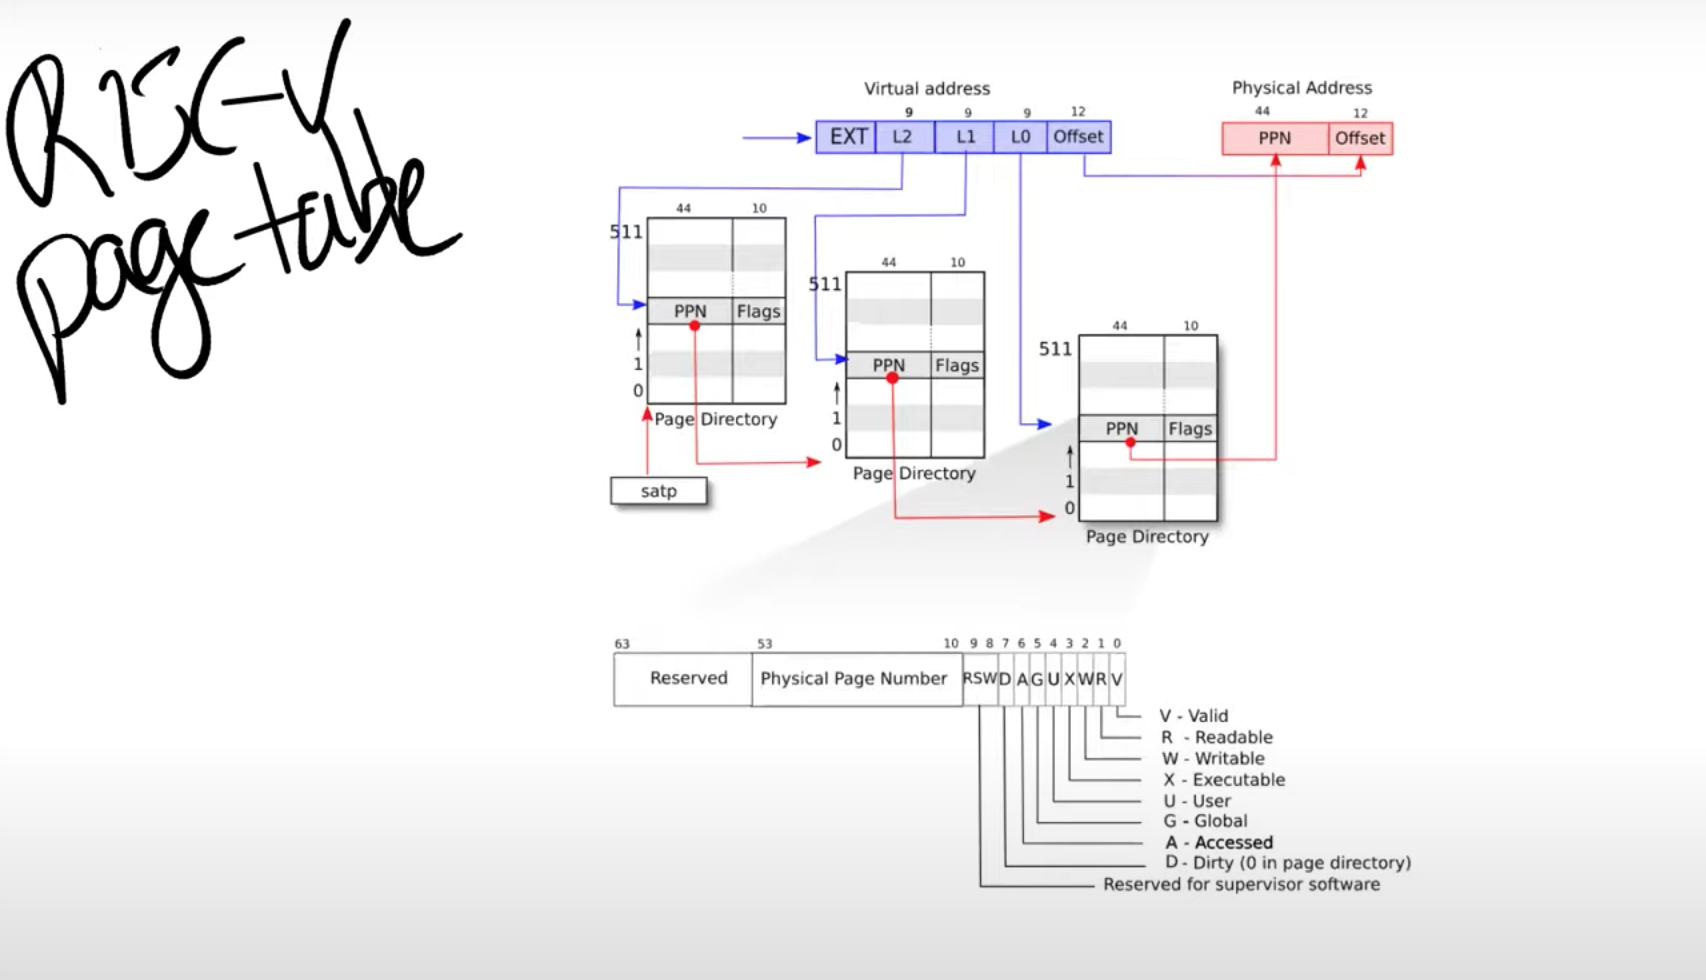 RISC-V
page table
Virtual address
9 9 9 12
EXT L2 L1 L0 Offset
Physical Address
44 12
PPN Offset
44 10
511
PPN Flags
1
0
Page Directory
satp
44 10
511
PPN Flags
1
0
Page Directory
44 10
511
PPN Flags
1
0
Page Directory
63 53 10 9 8 7 6 5 4 3 2 1 0
Reserved Physical Page Number RSW D A G U X W R V
V - Valid
R - Readable
W - Writable
X - Executable
U - User
G - Global
A - Accessed
D - Dirty (0 in page directory)
Reserved for supervisor software